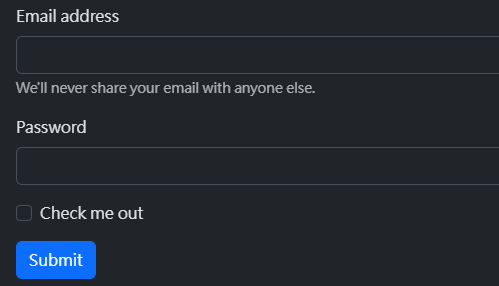 Email address
We'll never share your email with anyone else.
Password
Check me out
Submit